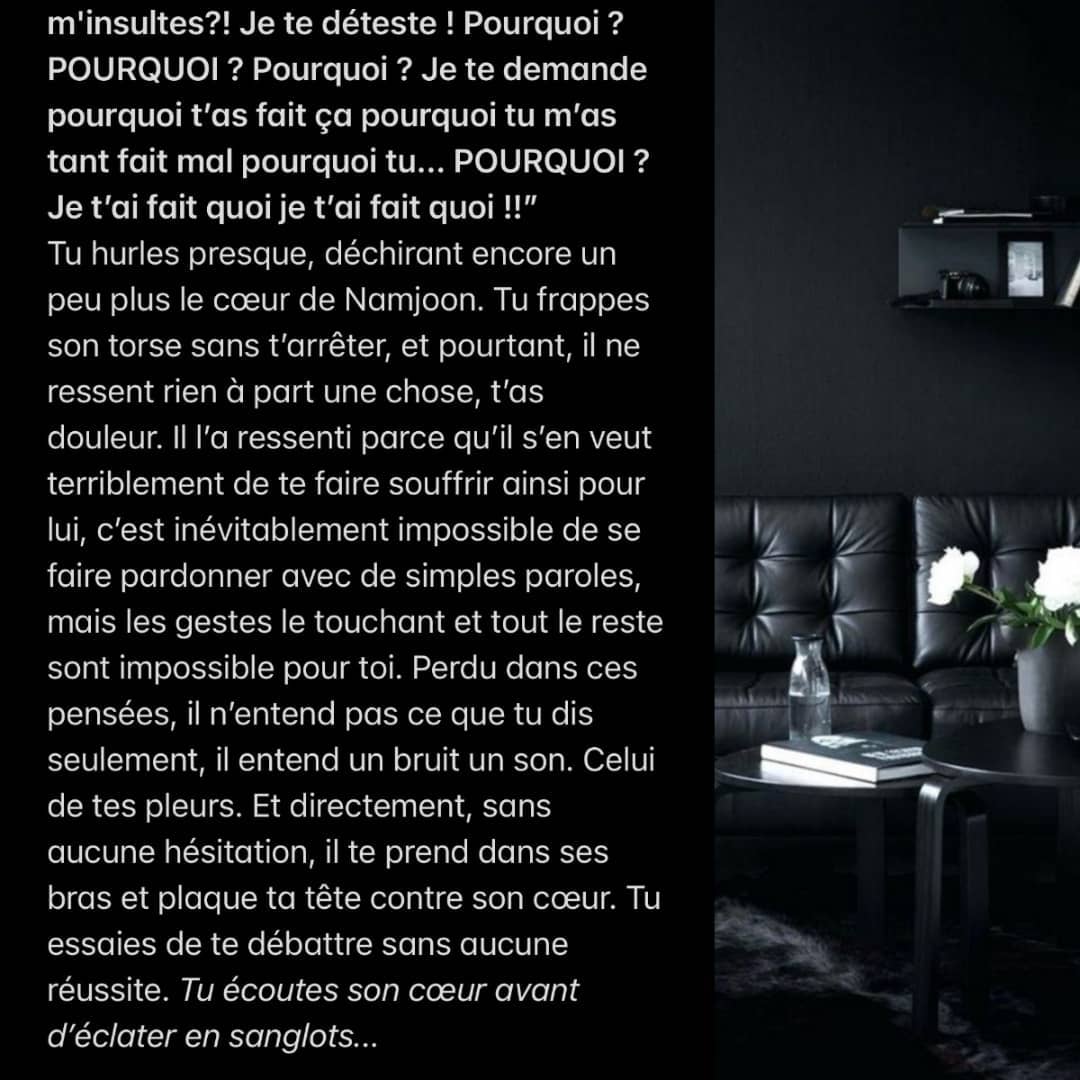 m'insultes?! Je te déteste ! Pourquoi ?
POURQUOI ? Pourquoi ? Je te demande
pourquoi t’as fait ça pourquoi tu m’as
tant fait mal pourquoi tu... POURQUOI ?
Je t’ai fait quoi je t’ai fait quoi !!”
Tu hurles presque, déchirant encore un
peu plus le cœur de Namjoon. Tu frappes
son torse sans t’arrêter, et pourtant, il ne
ressent rien à part une chose, t’as
douleur. Il l’a ressenti parce qu’il s’en veut
terriblement de te faire souffrir ainsi pour
lui, c’est inévitablement impossible de se
faire pardonner avec de simples paroles,
mais les gestes le touchant et tout le reste
sont impossible pour toi. Perdu dans ces
pensées, il n’entend pas ce que tu dis
seulement, il entend un bruit un son. Celui
de tes pleurs. Et directement, sans
aucune hésitation, il te prend dans ses
bras et plaque ta tête contre son cœur. Tu
essaies de te débattre sans aucune
réussite. Tu écoutes son cœur avant
d’éclater en sanglots...